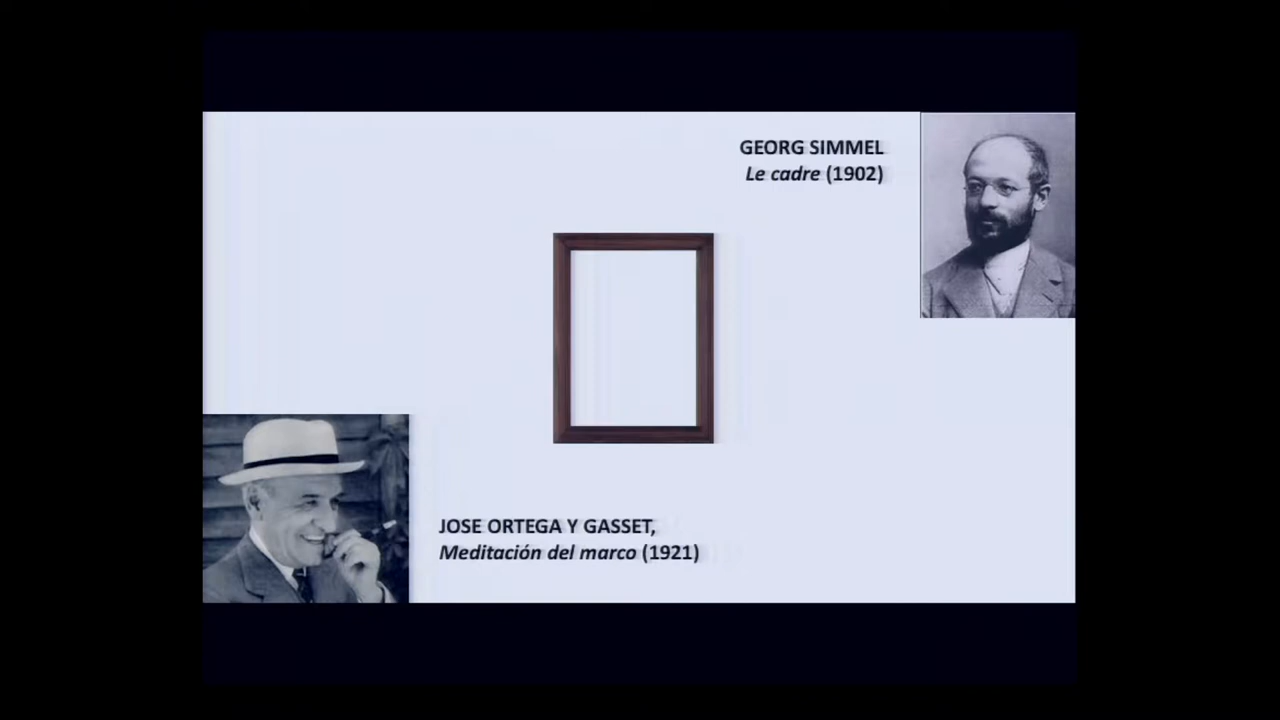 GEORG SIMMEL
Le cadre (1902)
JOSE ORTEGA Y GASSET,
Meditación del marco (1921)